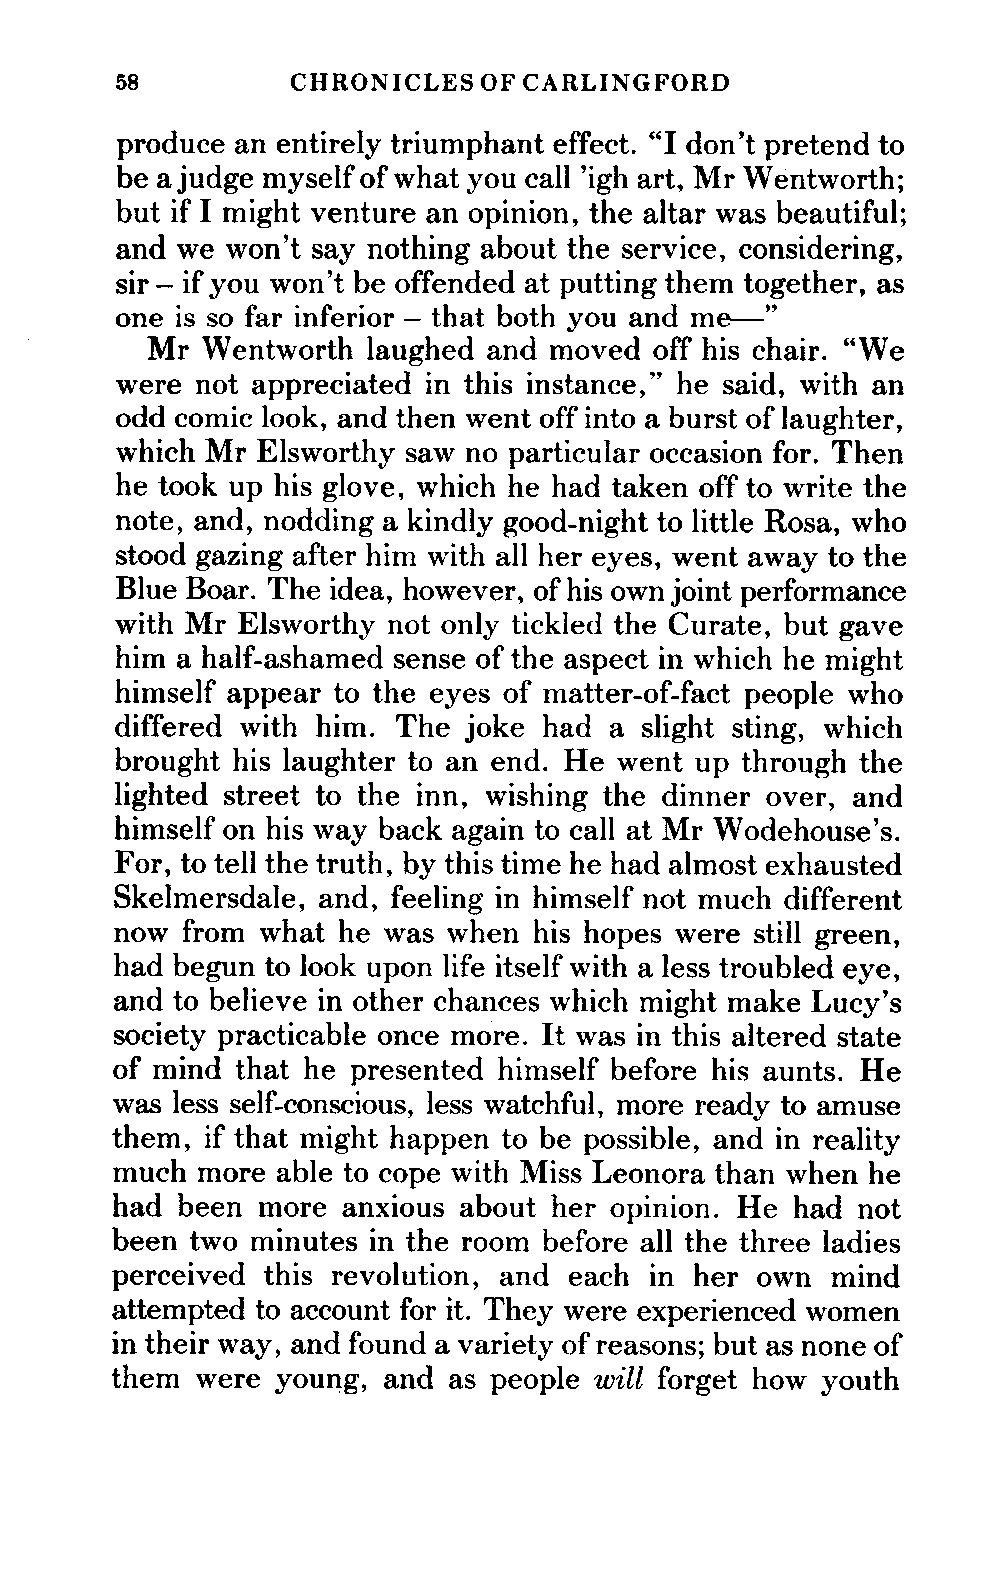 58 CHRONICLES OF CARLINGFORD
produce an entirely triumphant effect. “I don’t pretend to
be a judge myself of what you call ’igh art, Mr Wentworth;
but if I might venture an opinion, the altar was beautiful;
and we won’t say nothing about the service, considering,
sir – if you won’t be offended at putting them together, as
one is so far inferior – that both you and me—”
Mr Wentworth laughed and moved off his chair. “We
were not appreciated in this instance,” he said, with an
odd comic look, and then went off into a burst of laughter,
which Mr Elsworthy saw no particular occasion for. Then
he took up his glove, which he had taken off to write the
note, and, nodding a kindly good-night to little Rosa, who
stood gazing after him with all her eyes, went away to the
Blue Boar. The idea, however, of his own joint performance
with Mr Elsworthy not only tickled the Curate, but gave
him a half-ashamed sense of the aspect in which he might
himself appear to the eyes of matter-of-fact people who
differed with him. The joke had a slight sting, which
brought his laughter to an end. He went up through the
lighted street to the inn, wishing the dinner over, and
himself on his way back again to call at Mr Wodehouse’s.
For, to tell the truth, by this time he had almost exhausted
Skelmersdale, and, feeling in himself not much different
now from what he was when his hopes were still green,
had begun to look upon life itself with a less troubled eye,
and to believe in other chances which might make Lucy’s
society practicable once more. It was in this altered state
of mind that he presented himself before his aunts. He
was less self-conscious, less watchful, more ready to amuse
them, if that might happen to be possible, and in reality
much more able to cope with Miss Leonora than when he
had been more anxious about her opinion. He had not
been two minutes in the room before all the three ladies
perceived this revolution, and each in her own mind
attempted to account for it. They were experienced women
in their way, and found a variety of reasons; but as none of
them were young, and as people will forget how youth